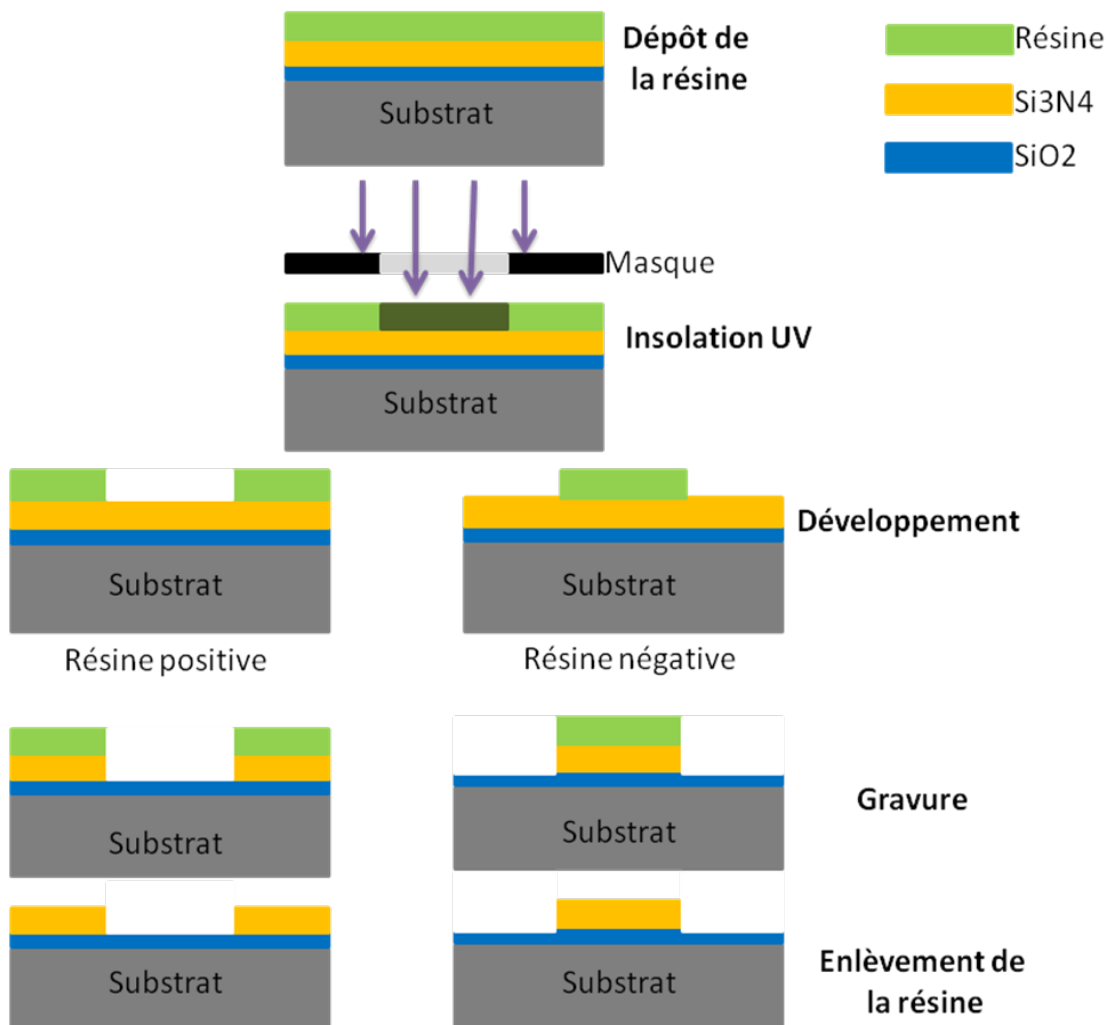 Dépôt de
la résine
Résine
Si3N4
SiO2
Substrat
Masque
Insolation UV
Substrat
Développement
Substrat
Substrat
Résine positive
Résine négative
Gravure
Substrat
Substrat
Enlèvement de
la résine
Substrat
Substrat